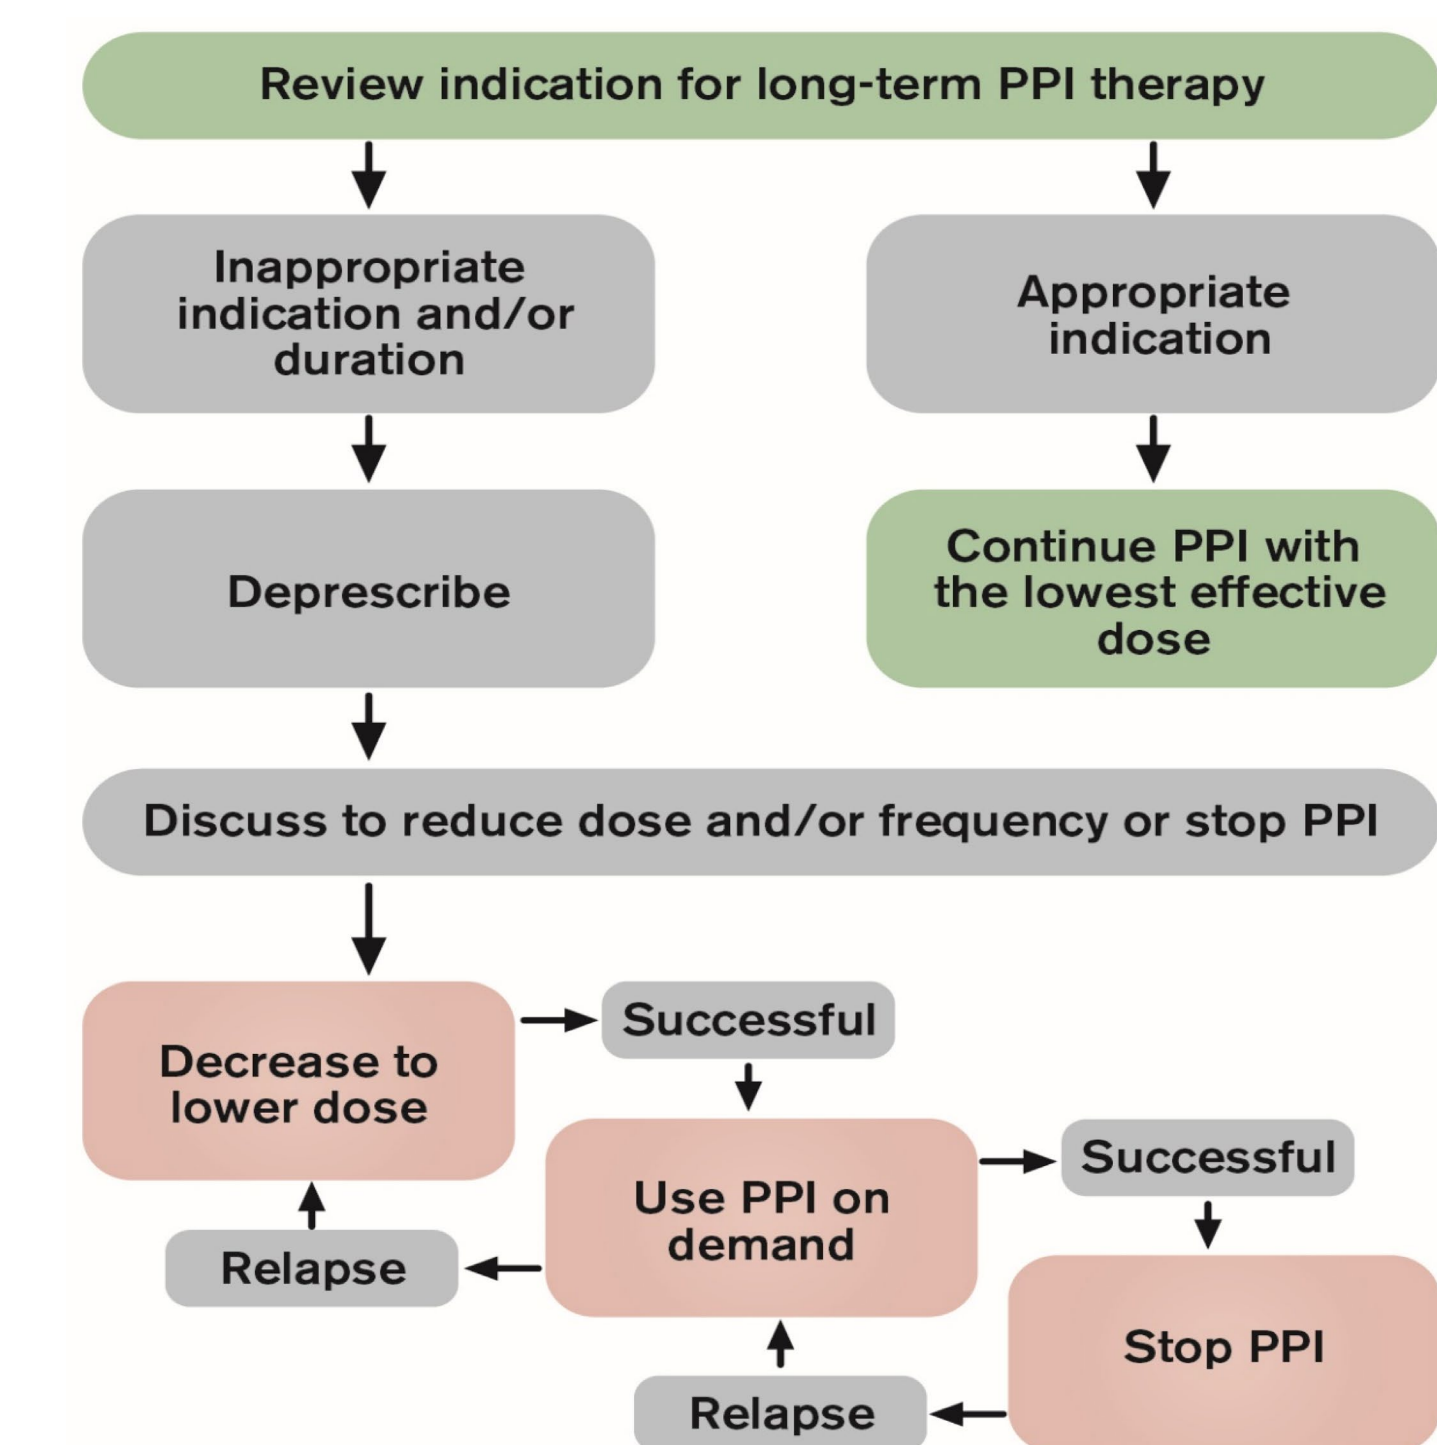 Review indication for long-term PPI therapy
Inappropriate
indication and/or
duration
Appropriate
indication
Deprescribe
Continue PPI with
the lowest effective
dose
Discuss to reduce dose and/or frequency or stop PPI
Decrease to
lower dose
Successful
Use PPI on
demand
Successful
Relapse
Stop PPI
Relapse